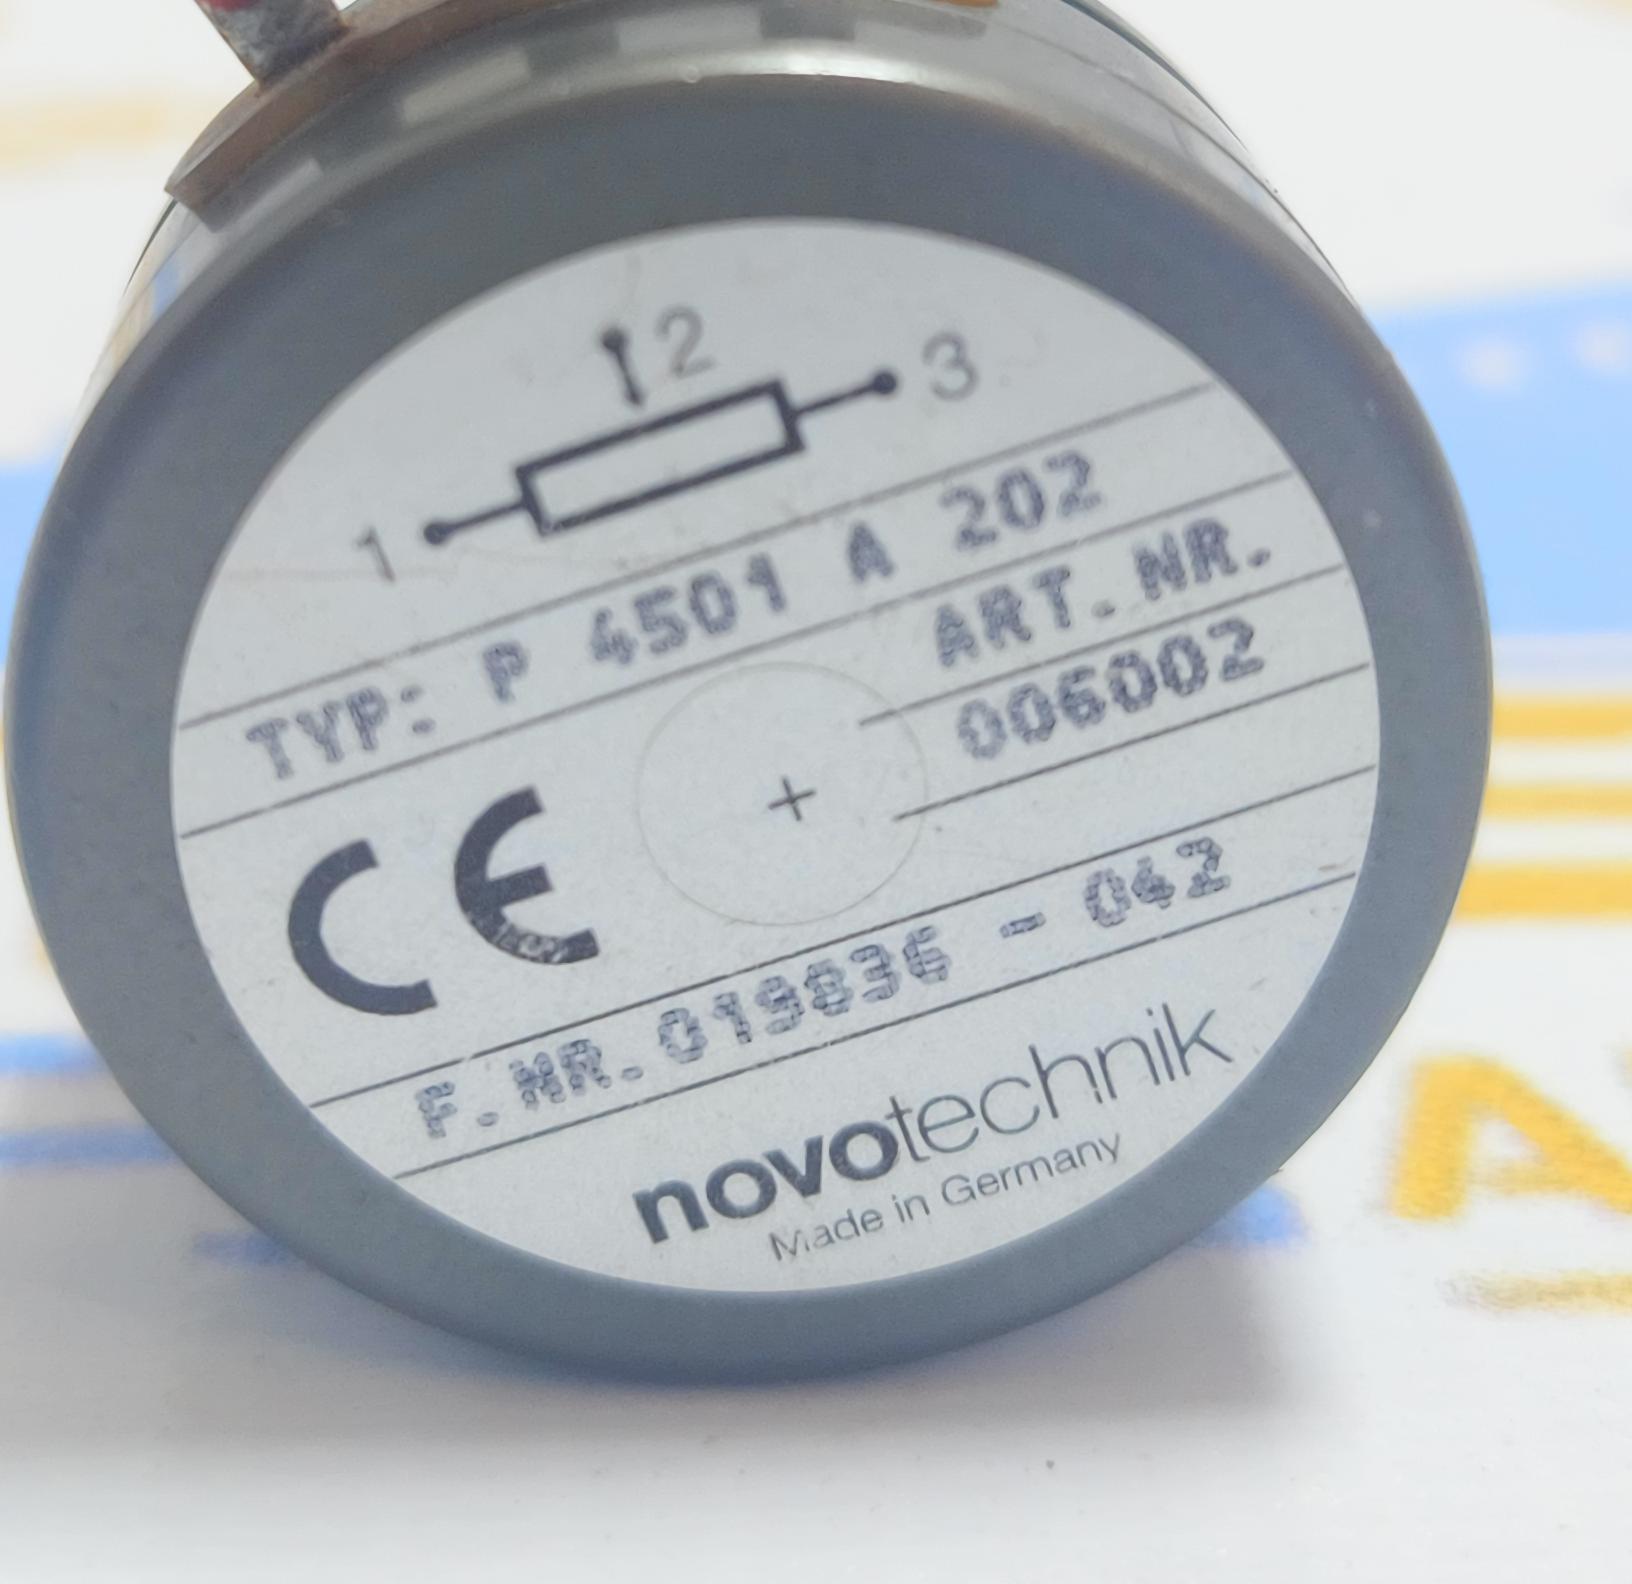 2
3
1
TYP: P 4501 A 202
ART.NR.
006002
CE
F.NR.019836 - 042
novotechnik
Made in Germany
A